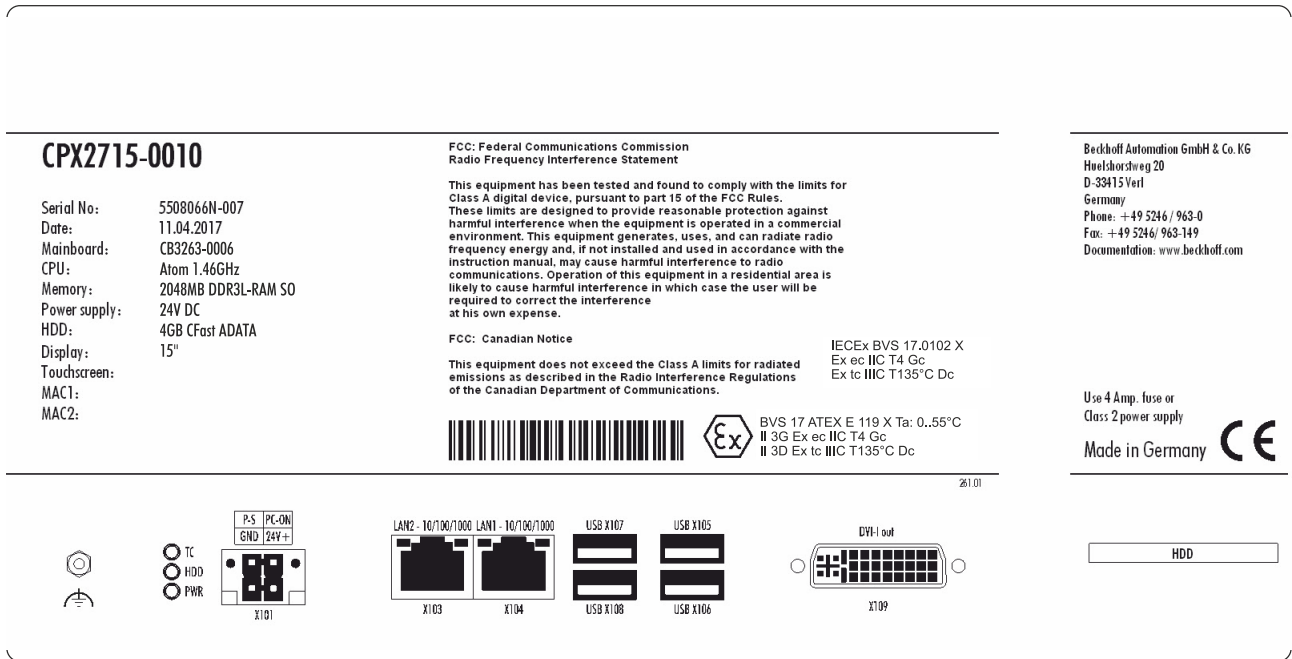 CPX2715-0010
Serial No: 5508066N-007
Date: 11.04.2017
Mainboard: CB3263-0006
CPU: Atom 1.46GHz
Memory: 2048MB DDR3L-RAM SO
Power supply: 24V DC
HDD: 4GB CFast ADATA
Display: 15"
Touchscreen:
MAC1:
MAC2:
FCC: Federal Communications Commission
Radio Frequency Interference Statement
This equipment has been tested and found to comply with the limits for
Class A digital device, pursuant to part 15 of the FCC Rules.
These limits are designed to provide reasonable protection against
harmful interference when the equipment is operated in a commercial
environment. This equipment generates, uses, and can radiate radio
frequency energy and, if not installed and used in accordance with the
instruction manual, may cause harmful interference to radio
communications. Operation of this equipment in a residential area is
likely to cause harmful interference in which case the user will be
required to correct the interference
at his own expense.
FCC: Canadian Notice
This equipment does not exceed the Class A limits for radiated
emissions as described in the Radio Interference Regulations
of the Canadian Department of Communications.
IECEx BVS 17.0102 X
Ex ec IIC T4 Gc
Ex tc IIIC T135°C Dc
Ex
BVS 17 ATEX E 119 X Ta: 0..55°C
II 3G Ex ec IIC T4 Gc
II 3D Ex tc IIIC T135°C Dc
Beckhoff Automation GmbH & Co. KG
Huelshorstweg 20
D-33415 Verl
Germany
Phone: +49 5246 / 963-0
Fax: +49 5246/ 963-149
Documentation: www.beckhoff.com
Use 4 Amp. fuse or
Class 2 power supply
Made in Germany CE
261.01
TC
HDD
PWR
P-S PC-ON
GND 24V+
X101
LAN2 - 10/100/1000 LAN1 - 10/100/1000
X103 X104
USB X107 USB X105
USB X108 USB X106
DVI-I out
X109
HDD